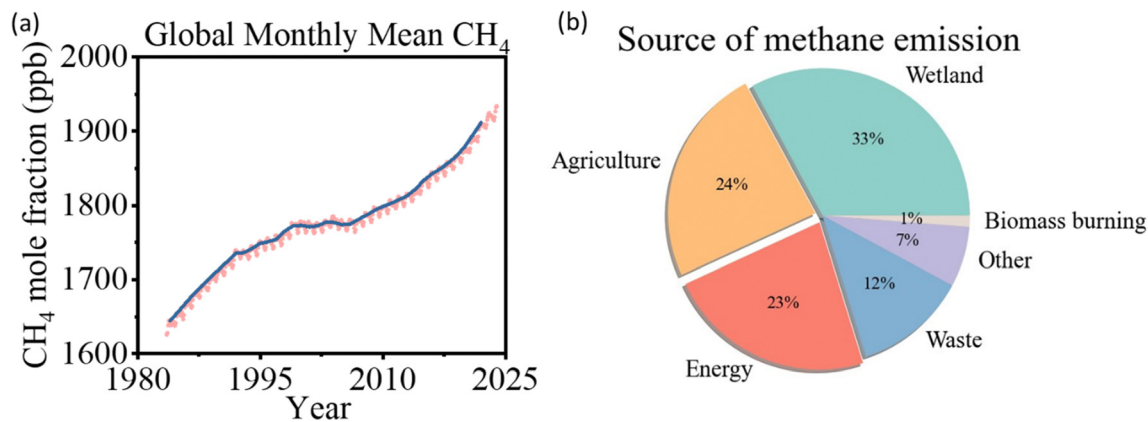 (a)
Global Monthly Mean CH₄
CH₄ mole fraction (ppb)
2000
1900
1800
1700
1600
1980 1995 2010 2025
Year
(b)
Source of methane emission
Wetland
33%
Agriculture
24%
1%
Biomass burning
7%
Other
12%
Waste
23%
Energy